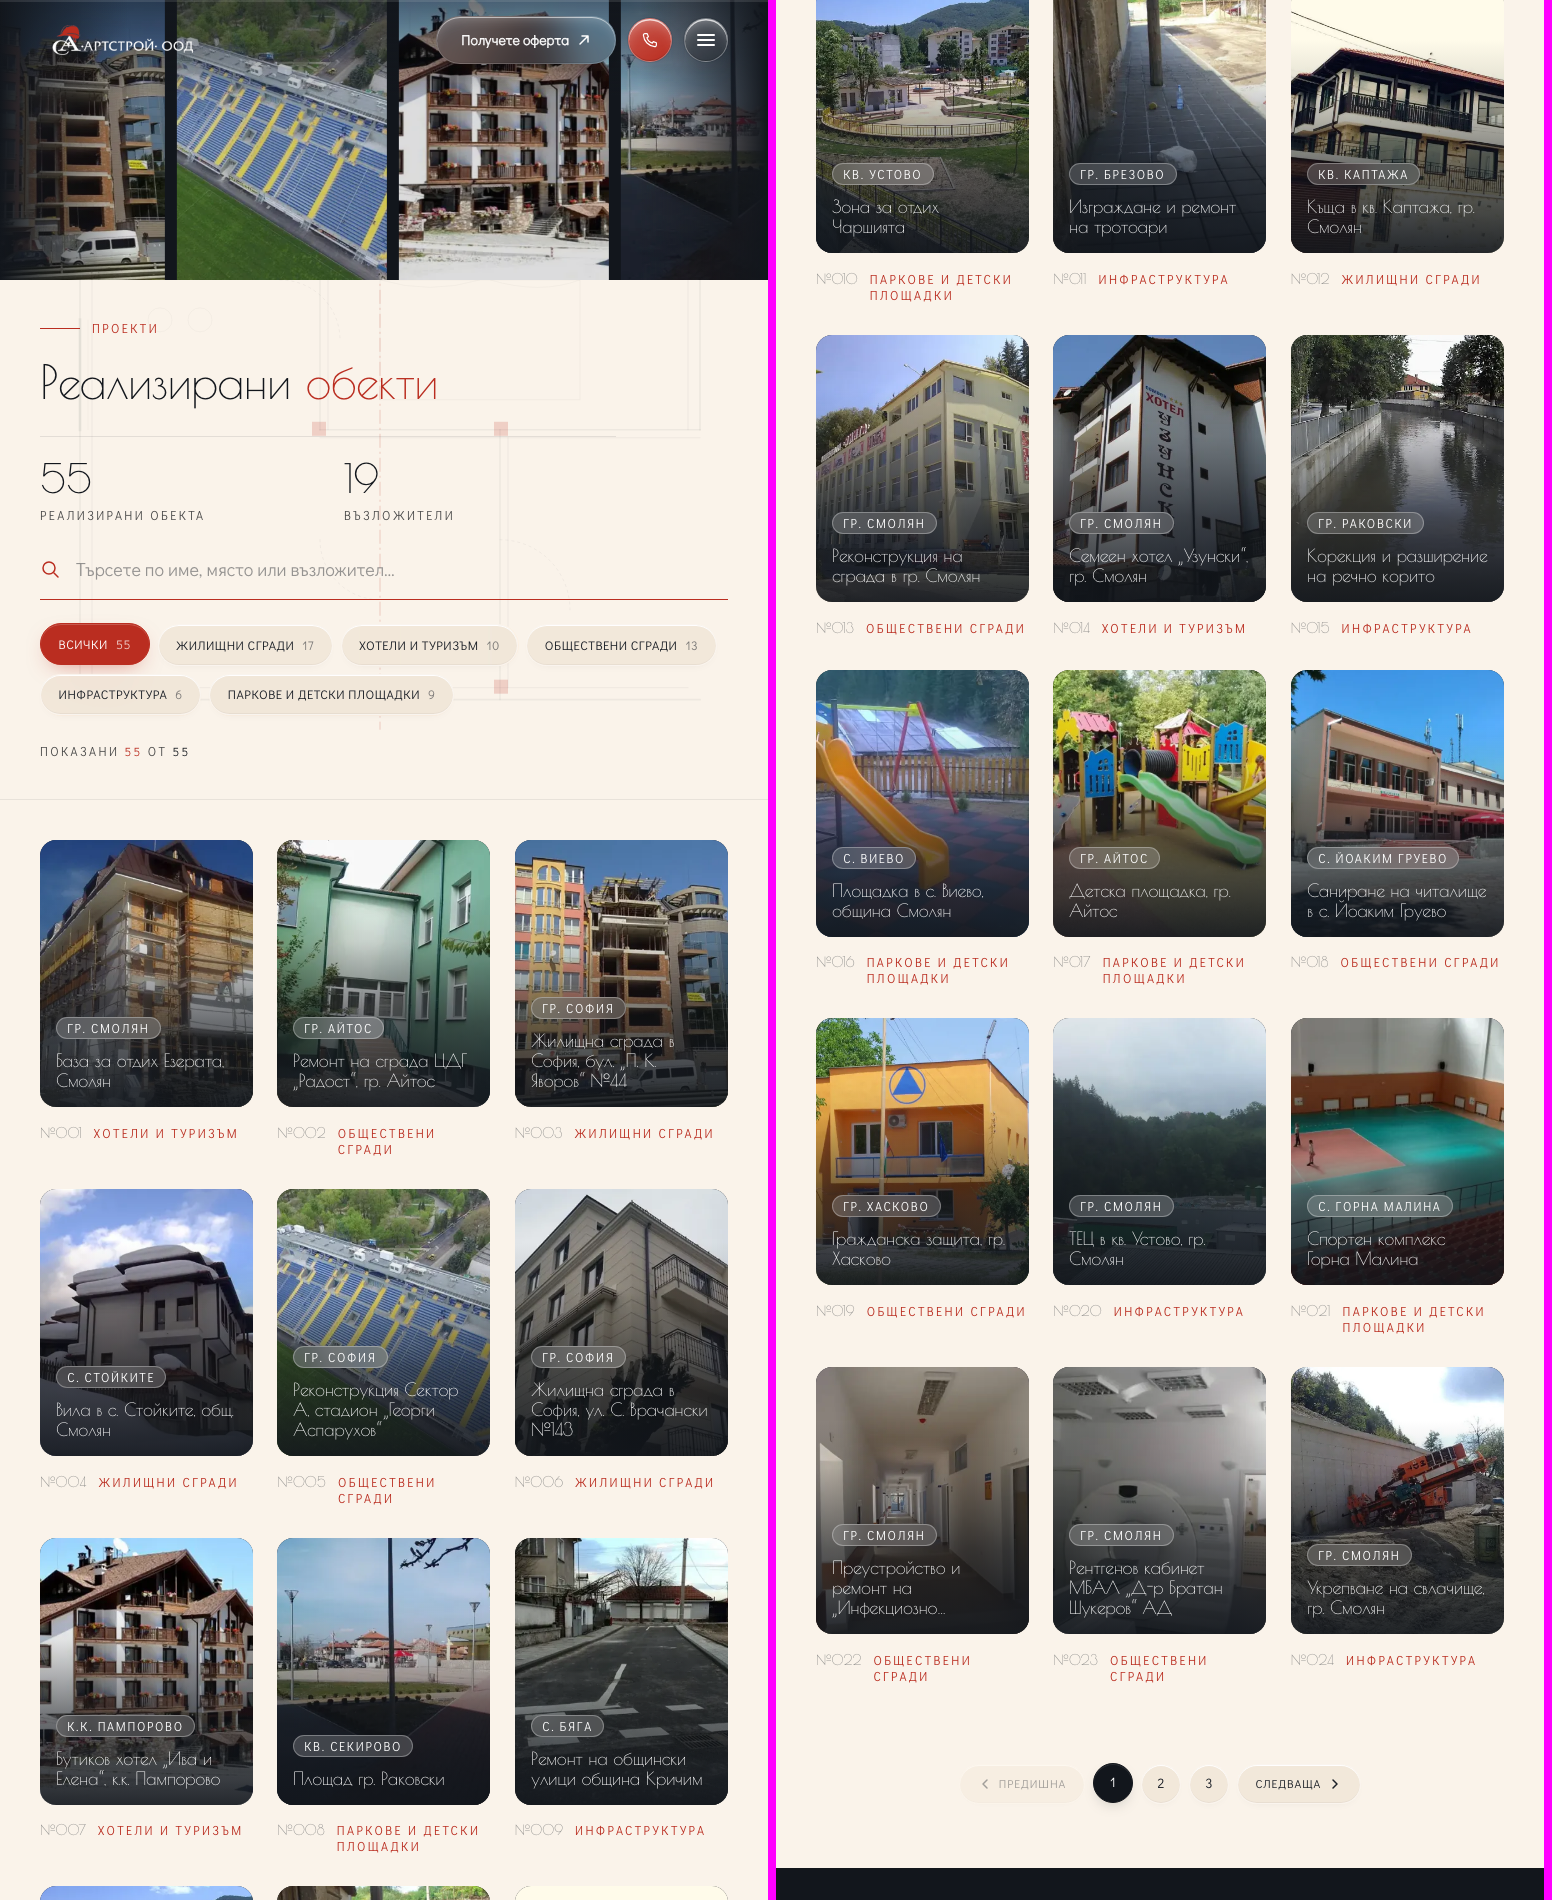 А·АРТСТРОЙ· ООД
Получете оферта
ПРОЕКТИ
Реализирани обекти
55
РЕАЛИЗИРАНИ ОБЕКТА
19
ВЪЗЛОЖИТЕЛИ
Търсете по име, място или възложител...
ВСИЧКИ 55
ЖИЛИЩНИ СГРАДИ 17
ХОТЕЛИ И ТУРИЗЪМ 10
ОБЩЕСТВЕНИ СГРАДИ 13
ИНФРАСТРУКТУРА 6
ПАРКОВЕ И ДЕТСКИ ПЛОЩАДКИ 9
ПОКАЗАНИ 55 ОТ 55
ГР. СМОЛЯН
База за отдих Езерата,
Смолян
№001 ХОТЕЛИ И ТУРИЗЪМ
ГР. АЙТОС
Ремонт на сграда ЦДГ
„Радост“, гр. Айтос
№002 ОБЩЕСТВЕНИ
СГРАДИ
ГР. СОФИЯ
Жилищна сграда в
София, бул. „П. К.
Яворов“ №44
№003 ЖИЛИЩНИ СГРАДИ
С. СТОЙКИТЕ
Вила в с. Стойките, общ.
Смолян
№004 ЖИЛИЩНИ СГРАДИ
ГР. СОФИЯ
Реконструкция Сектор
А, стадион „Георги
Аспарухов“
№005 ОБЩЕСТВЕНИ
СГРАДИ
ГР. СОФИЯ
Жилищна сграда в
София, ул. С. Врачански
№143
№006 ЖИЛИЩНИ СГРАДИ
К.К. ПАМПОРОВО
Бутиков хотел „Ива и
Елена“, к.к. Пампорово
№007 ХОТЕЛИ И ТУРИЗЪМ
КВ. СЕКИРОВО
Площад гр. Раковски
№008 ПАРКОВЕ И ДЕТСКИ
ПЛОЩАДКИ
С. БЯГА
Ремонт на общински
улици община Кричим
№009 ИНФРАСТРУКТУРА
КВ. УСТОВО
Зона за отдих
Чаршията
№010 ПАРКОВЕ И ДЕТСКИ
ПЛОЩАДКИ
ГР. БРЕЗОВО
Изграждане и ремонт
на тротоари
№011 ИНФРАСТРУКТУРА
КВ. КАПТАЖА
Къща в кв. Каптажа, гр.
Смолян
№012 ЖИЛИЩНИ СГРАДИ
ГР. СМОЛЯН
Реконструкция на
сграда в гр. Смолян
№013 ОБЩЕСТВЕНИ СГРАДИ
ХОТЕЛ
УЗУНСКИ
ГР. СМОЛЯН
Семеен хотел „Узунски“,
гр. Смолян
№014 ХОТЕЛИ И ТУРИЗЪМ
ГР. РАКОВСКИ
Корекция и разширение
на речно корито
№015 ИНФРАСТРУКТУРА
С. ВИЕВО
Площадка в с. Виево,
община Смолян
№016 ПАРКОВЕ И ДЕТСКИ
ПЛОЩАДКИ
ГР. АЙТОС
Детска площадка, гр.
Айтос
№017 ПАРКОВЕ И ДЕТСКИ
ПЛОЩАДКИ
С. ЙОАКИМ ГРУЕВО
Саниране на читалище
в с. Йоаким Груево
№018 ОБЩЕСТВЕНИ СГРАДИ
ГР. ХАСКОВО
Гражданска защита, гр.
Хасково
№019 ОБЩЕСТВЕНИ СГРАДИ
ГР. СМОЛЯН
ТЕЦ в кв. Устово, гр.
Смолян
№020 ИНФРАСТРУКТУРА
С. ГОРНА МАЛИНА
Спортен комплекс
Горна Малина
№021 ПАРКОВЕ И ДЕТСКИ
ПЛОЩАДКИ
ГР. СМОЛЯН
Преустройство и
ремонт на
„Инфекциозно...
№022 ОБЩЕСТВЕНИ
СГРАДИ
ГР. СМОЛЯН
Рентгенов кабинет
МБАЛ „Д-р Братан
Шукеров“ АД
№023 ОБЩЕСТВЕНИ
СГРАДИ
ГР. СМОЛЯН
Укрепване на свлачище,
гр. Смолян
№024 ИНФРАСТРУКТУРА
ПРЕДИШНА
1
2
3
СЛЕДВАЩА